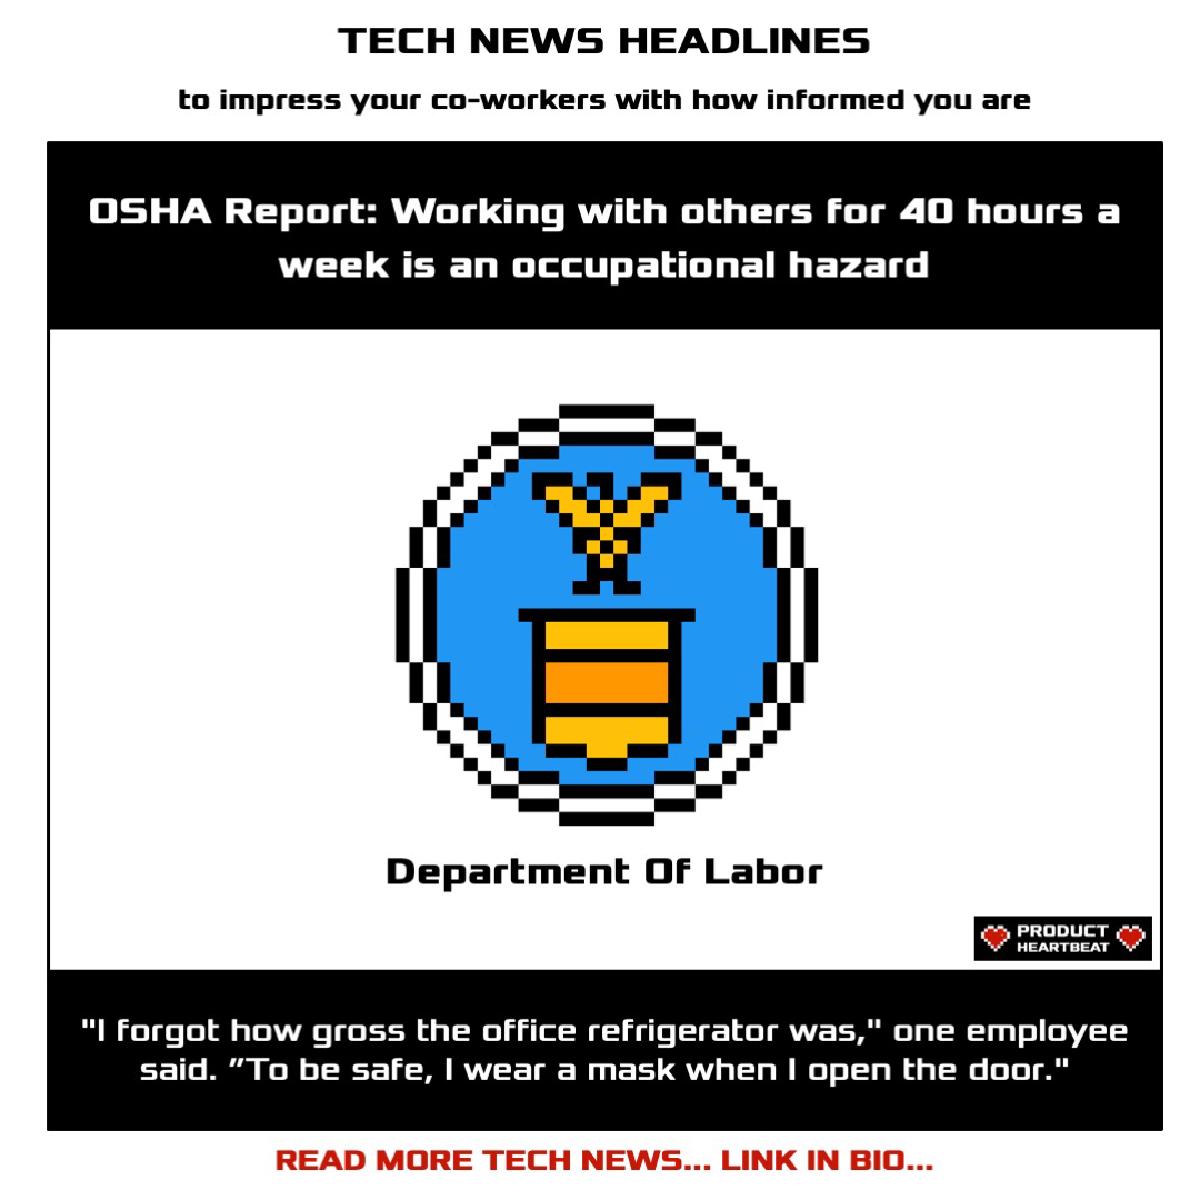 TECH NEWS HEADLINES
to impress your co-workers with how informed you are
OSHA Report: Working with others for 40 hours a
week is an occupational hazard
Department Of Labor
PRODUCT
HEARTBEAT
"I forgot how gross the office refrigerator was," one employee
said. ”To be safe, I wear a mask when I open the door."
READ MORE TECH NEWS... LINK IN BIO...